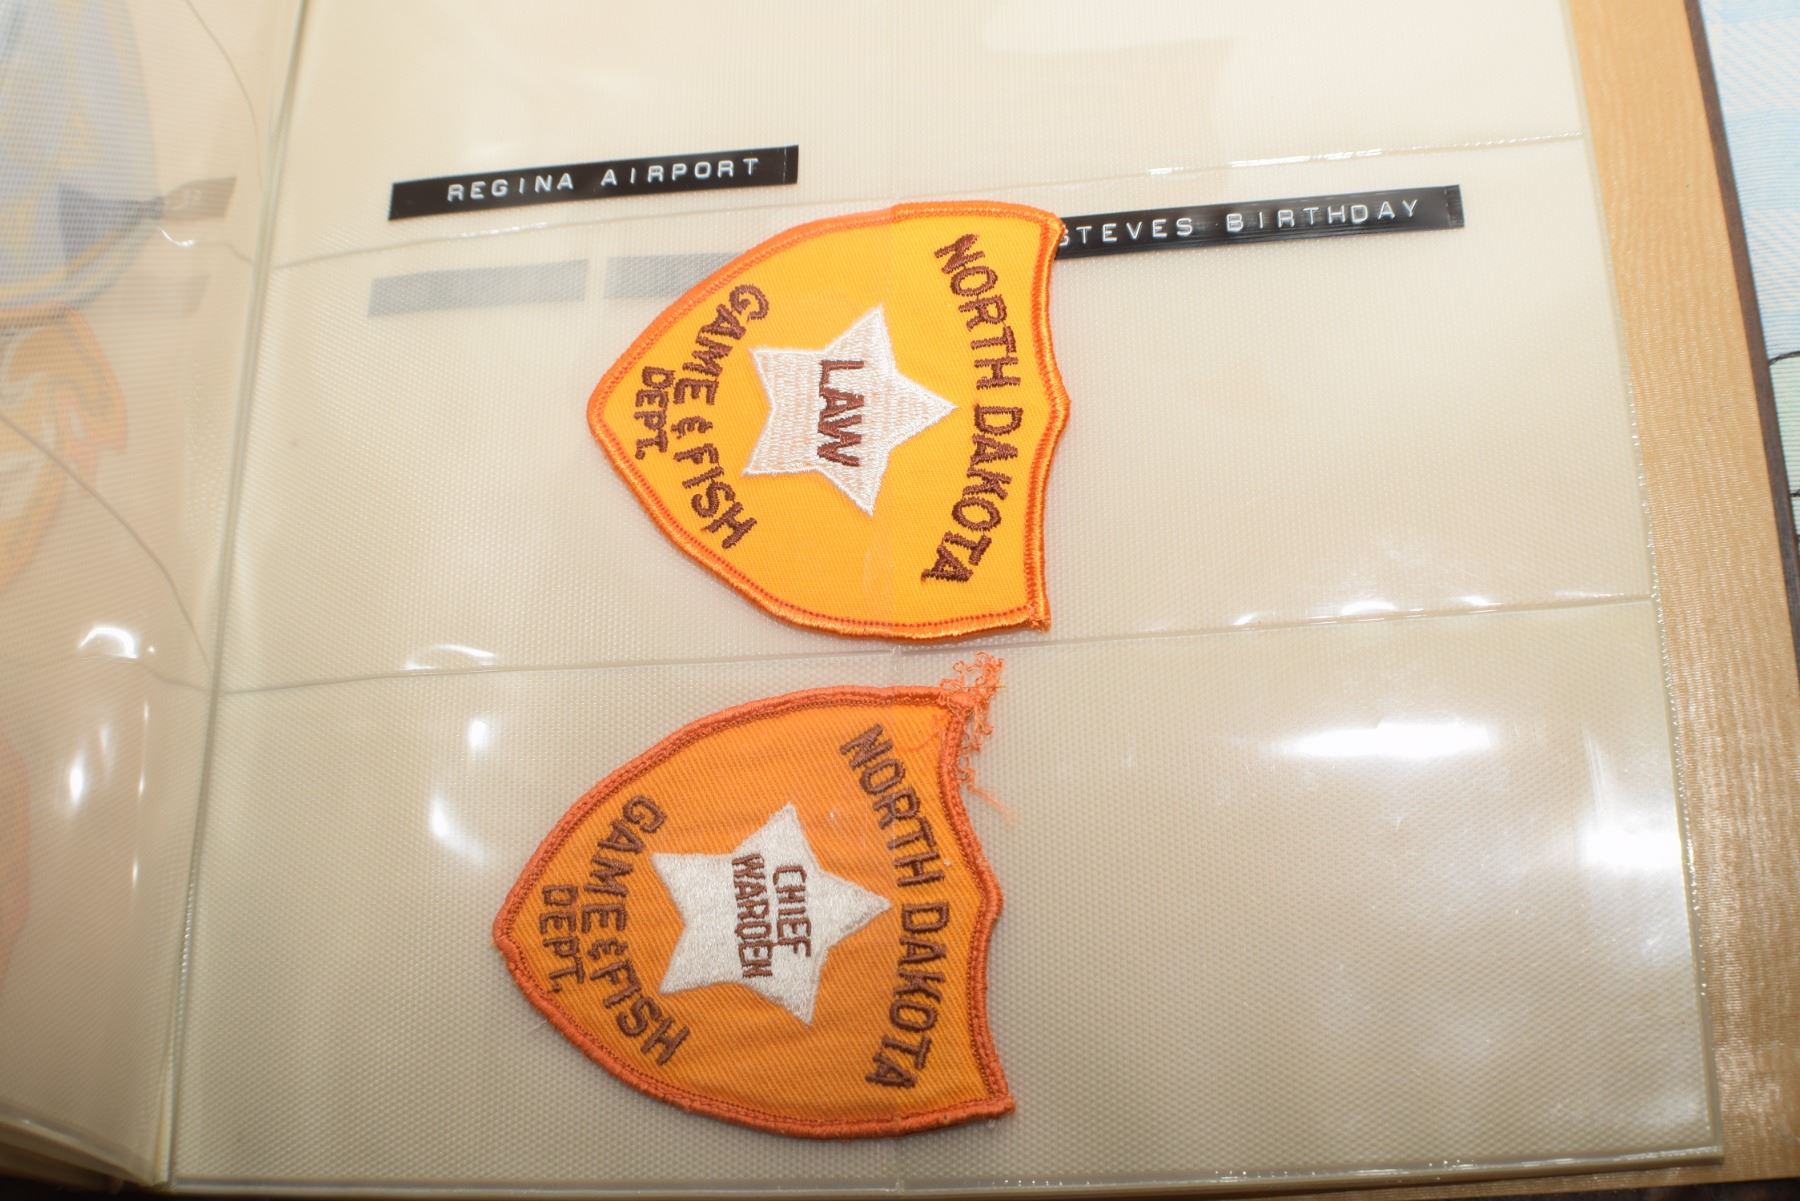 REGINA AIRPORT
STEVES BIRTHDAY
NORTH DAKOTA
LAW
GAME & FISH
DEPT.
NORTH DAKOTA
CHIEF
WARDEN
GAME & FISH
DEPT.